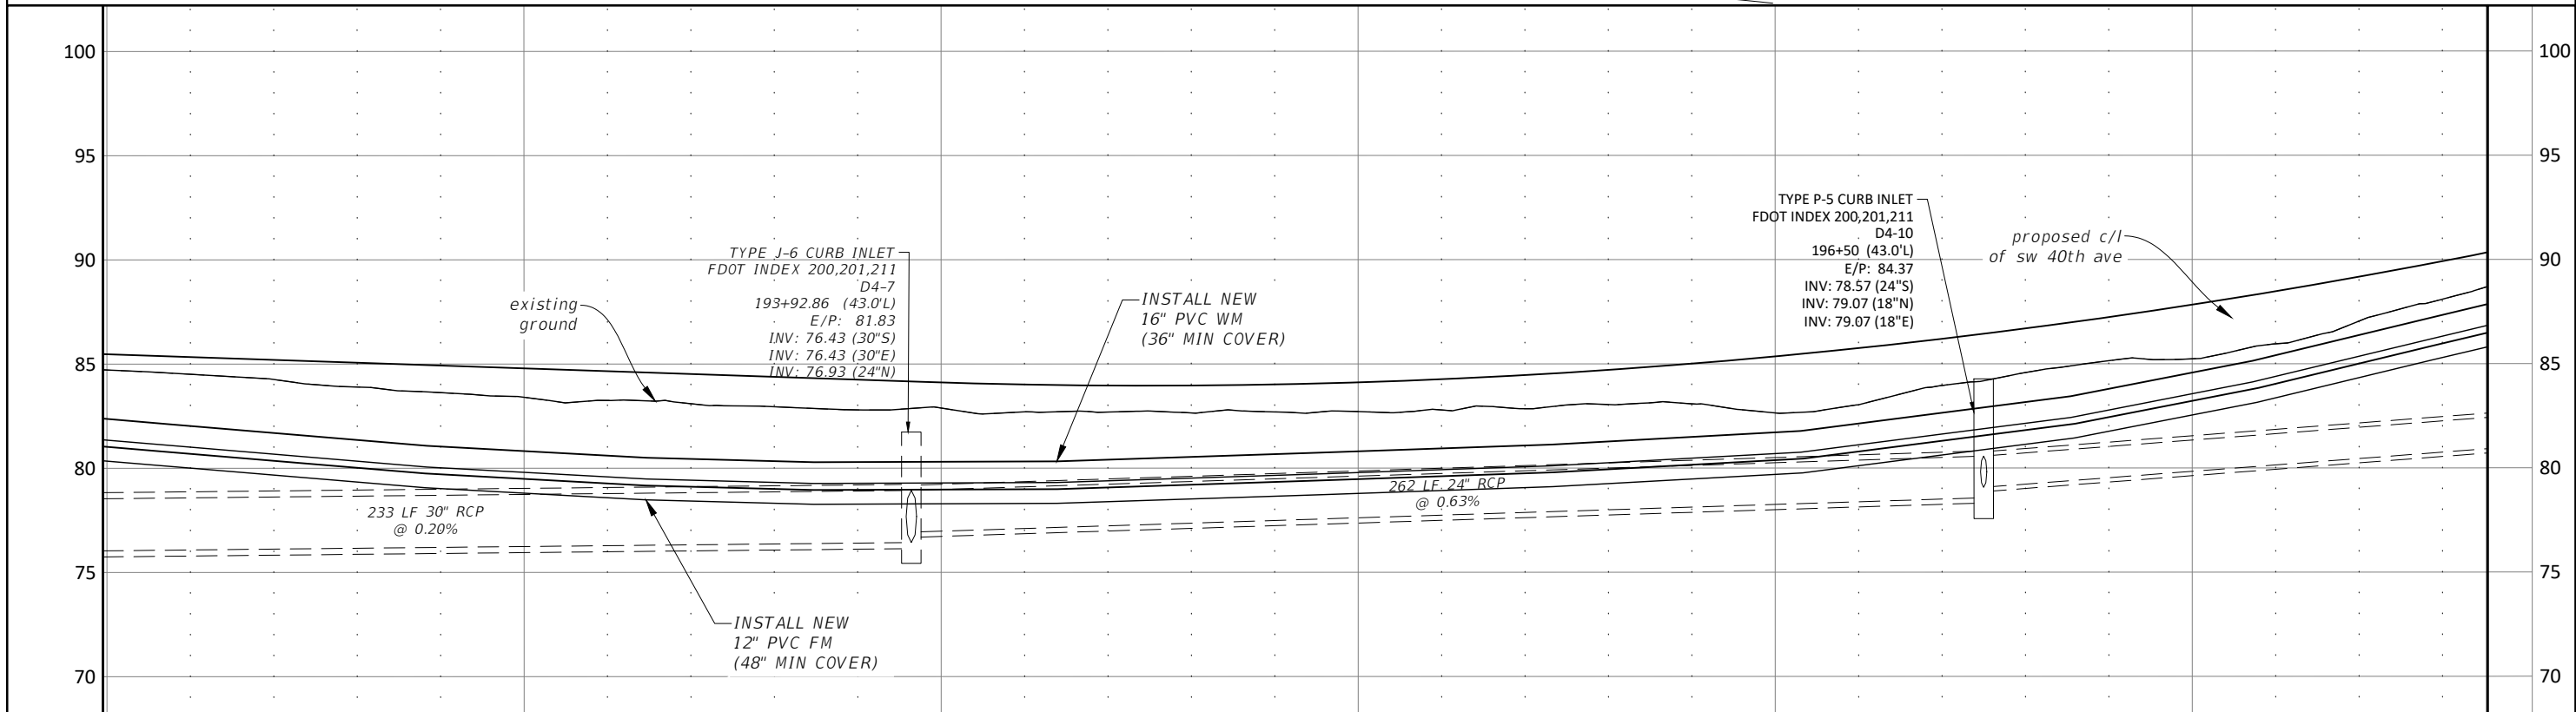 100
100
95
95
TYPE P-5 CURB INLET
FDOT INDEX 200,201,211
D4-10
196+50 (43.0'L)
E/P: 84.37
INV: 78.57 (24"S)
INV: 79.07 (18"N)
INV: 79.07 (18"E)
proposed c/l
of sw 40th ave
90
90
TYPE J-6 CURB INLET
FDOT INDEX 200,201,211
D4-7
193+92.86 (43.0'L)
E/P: 81.83
INV: 76.43 (30"S)
INV: 76.43 (30"E)
INV: 76.93 (24"N)
existing
ground
INSTALL NEW
16" PVC WM
(36" MIN COVER)
85
85
80
80
262 LF 24" RCP
@ 0.63%
233 LF 30" RCP
@ 0.20%
75
75
INSTALL NEW
12" PVC FM
(48" MIN COVER)
70
70